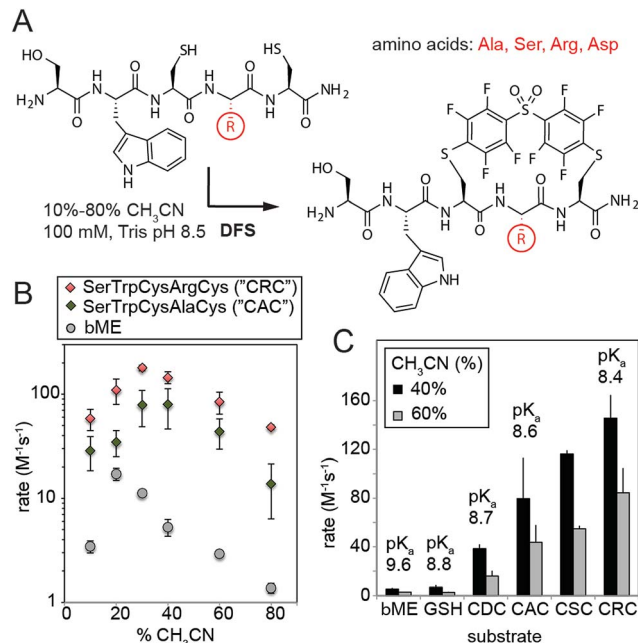 A
amino acids: Ala, Ser, Arg, Asp
HO
SH
HS
O
H
N
O
H
N
O
H₂N
N
H
O
N
H
NH₂
O
R
NH
10%-80% CH₃CN
100 mM, Tris pH 8.5 DFS
O O
S
F F F F
F F F F
S S
HO
O
H
N
O
H
N
O
H₂N
N
H
O
N
H
NH₂
O
R
NH
B
SerTrpCysArgCys ("CRC")
SerTrpCysAlaCys ("CAC")
bME
rate (M⁻¹s⁻¹)
100
10
1
0 20 40 60 80 100
% CH₃CN
C
CH₃CN (%)
40%
60%
rate (M⁻¹s⁻¹)
160
120
80
40
0
pKₐ
9.6
pKₐ
8.8
pKₐ
8.7
pKₐ
8.6
pKₐ
8.4
bME GSH CDC CAC CSC CRC
substrate